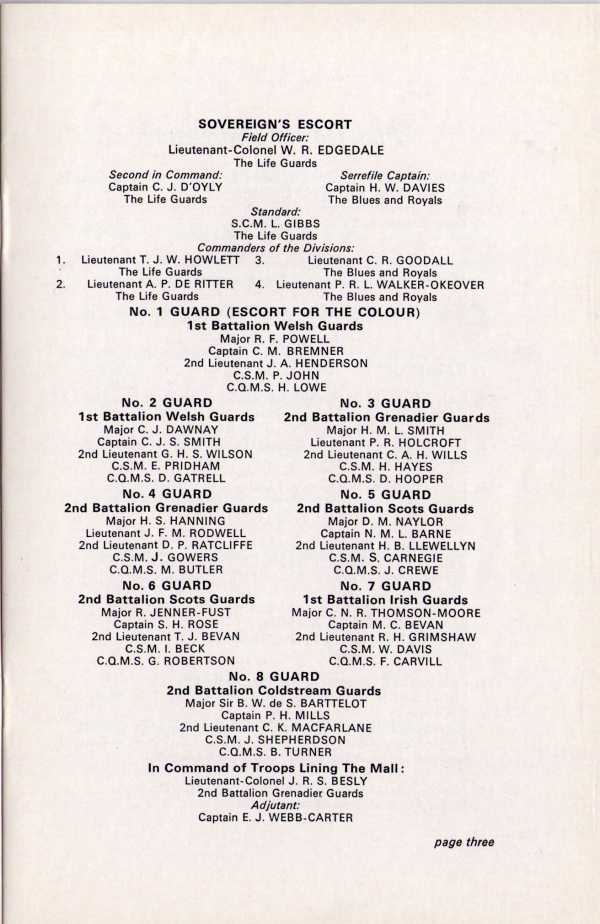 SOVEREIGN'S ESCORT
Field Officer:
Lieutenant-Colonel W. R. EDGEDALE
The Life Guards
Second in Command:
Captain C. J. D'OYLY
The Life Guards
Serrefile Captain:
Captain H. W. DAVIES
The Blues and Royals
Standard:
S.C.M. L. GIBBS
The Life Guards
Commanders of the Divisions:
1. Lieutenant T. J. W. HOWLETT
The Life Guards
2. Lieutenant A. P. DE RITTER
The Life Guards
3. Lieutenant C. R. GOODALL
The Blues and Royals
4. Lieutenant P. R. L. WALKER-OKEOVER
The Blues and Royals
No. 1 GUARD (ESCORT FOR THE COLOUR)
1st Battalion Welsh Guards
Major R. F. POWELL
Captain C. M. BREMNER
2nd Lieutenant J. A. HENDERSON
C.S.M. P. JOHN
C.Q.M.S. H. LOWE
No. 2 GUARD
1st Battalion Welsh Guards
Major C. J. DAWNAY
Captain C. J. S. SMITH
2nd Lieutenant G. H. S. WILSON
C.S.M. E. PRIDHAM
C.Q.M.S. D. GATRELL
No. 3 GUARD
2nd Battalion Grenadier Guards
Major H. M. L. SMITH
Lieutenant P. R. HOLCROFT
2nd Lieutenant C. A. H. WILLS
C.S.M. H. HAYES
C.Q.M.S. D. HOOPER
No. 4 GUARD
2nd Battalion Grenadier Guards
Major H. S. HANNING
Lieutenant J. F. M. RODWELL
2nd Lieutenant D. P. RATCLIFFE
C.S.M. J. GOWERS
C.Q.M.S. M. BUTLER
No. 5 GUARD
2nd Battalion Scots Guards
Major D. M. NAYLOR
Captain N. M. L. BARNE
2nd Lieutenant H. B. LLEWELLYN
C.S.M. S. CARNEGIE
C.Q.M.S. J. CREWE
No. 6 GUARD
2nd Battalion Scots Guards
Major R. JENNER-FUST
Captain S. H. ROSE
2nd Lieutenant T. J. BEVAN
C.S.M. I. BECK
C.Q.M.S. G. ROBERTSON
No. 7 GUARD
1st Battalion Irish Guards
Major C. N. R. THOMSON-MOORE
Captain M. C. BEVAN
2nd Lieutenant R. H. GRIMSHAW
C.S.M. W. DAVIS
C.Q.M.S. F. CARVILL
No. 8 GUARD
2nd Battalion Coldstream Guards
Major Sir B. W. de S. BARTTELOT
Captain P. H. MILLS
2nd Lieutenant C. K. MACFARLANE
C.S.M. J. SHEPHERDSON
C.Q.M.S. B. TURNER
In Command of Troops Lining The Mall:
Lieutenant-Colonel J. R. S. BESLY
2nd Battalion Grenadier Guards
Adjutant:
Captain E. J. WEBB-CARTER
page three